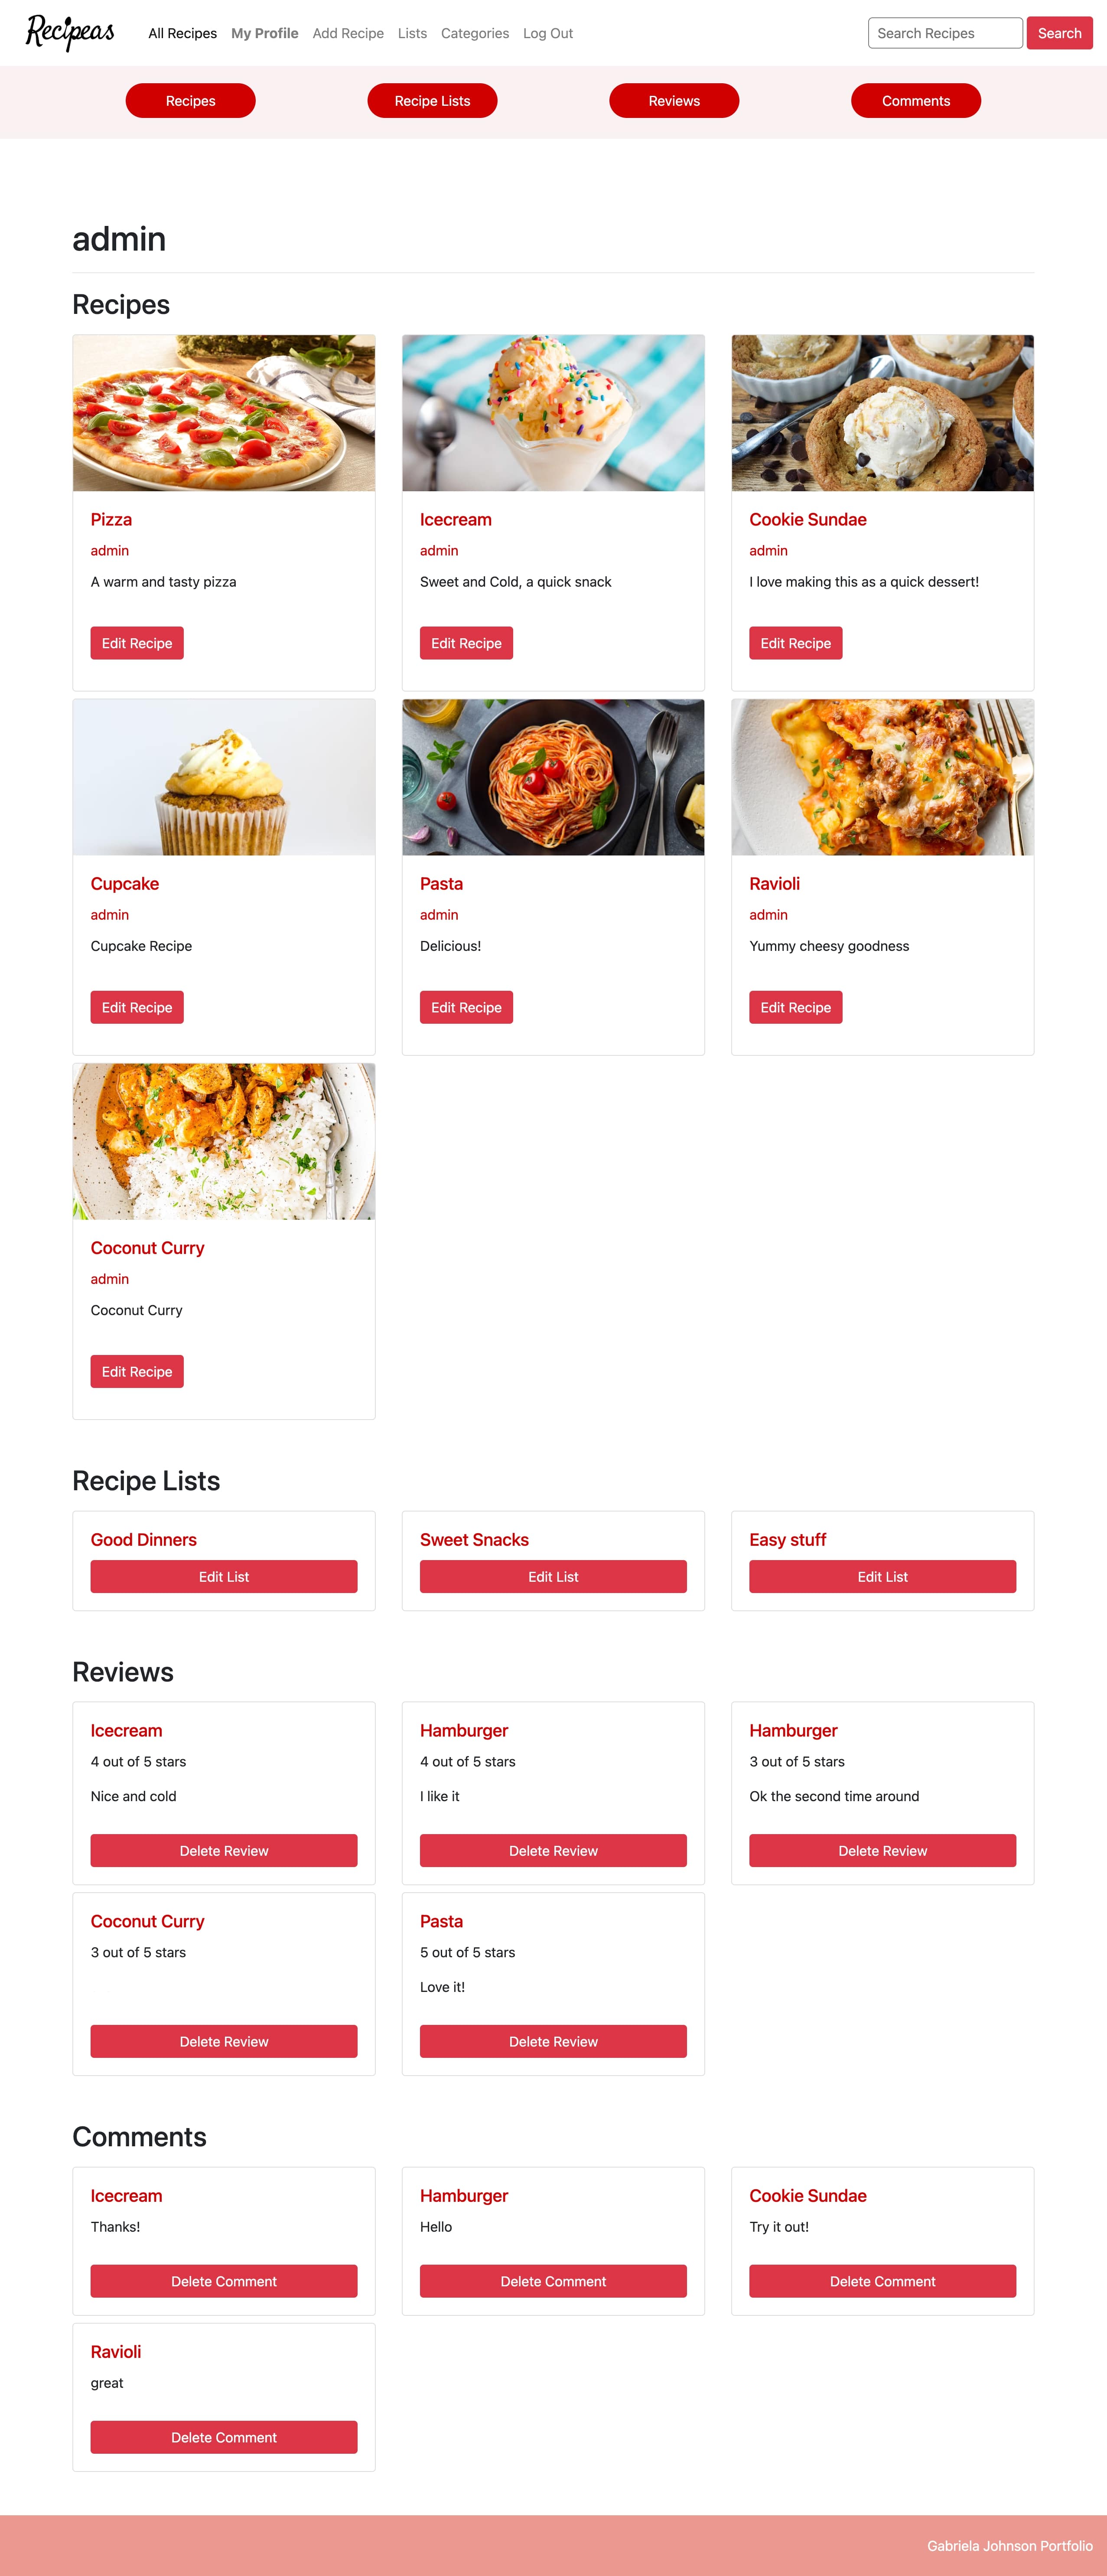 Recipeas All Recipes My Profile Add Recipe Lists Categories Log Out Search Recipes Search
Recipes Recipe Lists Reviews Comments
admin
Recipes
Pizza
admin
A warm and tasty pizza
Edit Recipe
Icecream
admin
Sweet and Cold, a quick snack
Edit Recipe
Cookie Sundae
admin
I love making this as a quick dessert!
Edit Recipe
Cupcake
admin
Cupcake Recipe
Edit Recipe
Pasta
admin
Delicious!
Edit Recipe
Ravioli
admin
Yummy cheesy goodness
Edit Recipe
Coconut Curry
admin
Coconut Curry
Edit Recipe
Recipe Lists
Good Dinners
Edit List
Sweet Snacks
Edit List
Easy stuff
Edit List
Reviews
Icecream
4 out of 5 stars
Nice and cold
Delete Review
Hamburger
4 out of 5 stars
I like it
Delete Review
Hamburger
3 out of 5 stars
Ok the second time around
Delete Review
Coconut Curry
3 out of 5 stars
Delete Review
Pasta
5 out of 5 stars
Love it!
Delete Review
Comments
Icecream
Thanks!
Delete Comment
Hamburger
Hello
Delete Comment
Cookie Sundae
Try it out!
Delete Comment
Ravioli
great
Delete Comment
Gabriela Johnson Portfolio